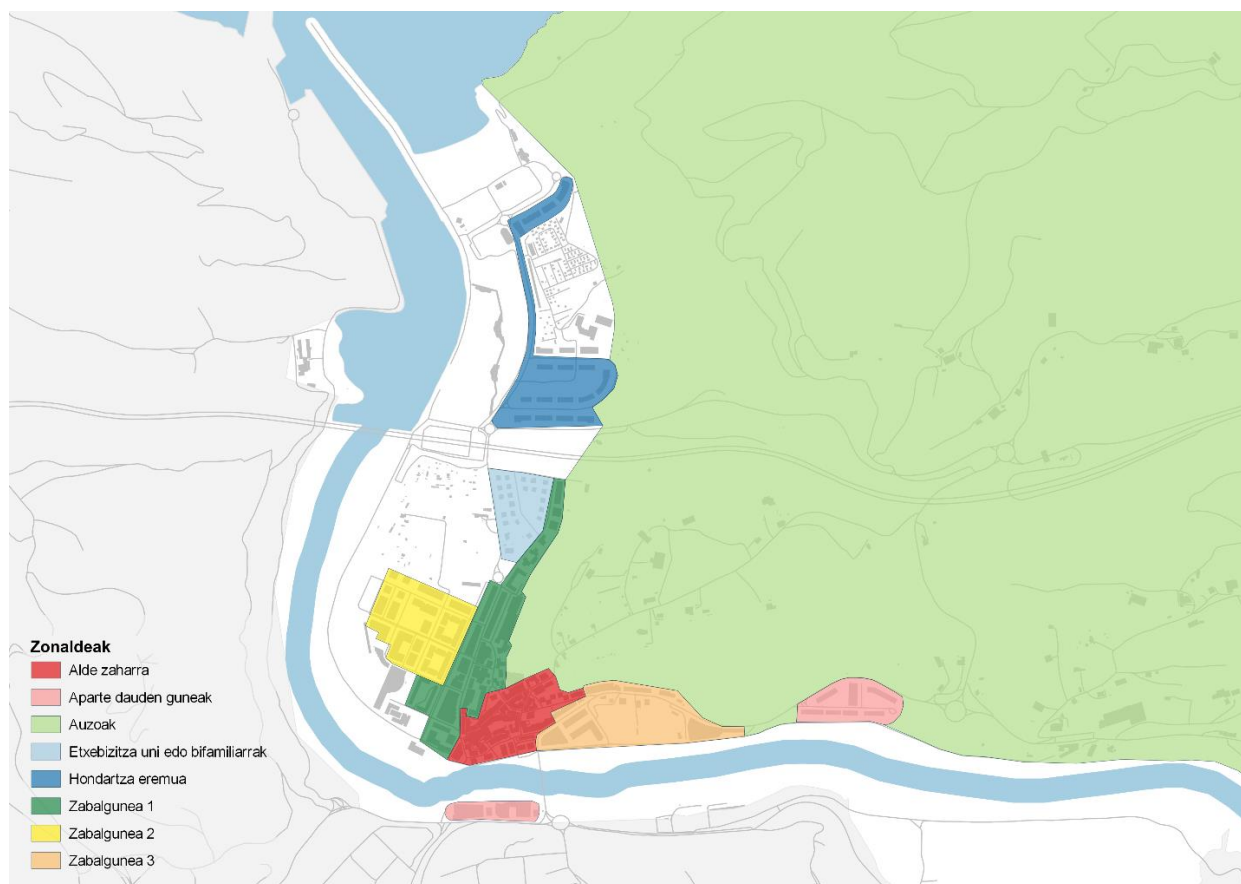 Zonaldeak
Alde zaharra
Aparte dauden guneak
Auzoak
Etxebizitza uni edo bifamiliarrak
Hondartza eremua
Zabalgunea 1
Zabalgunea 2
Zabalgunea 3